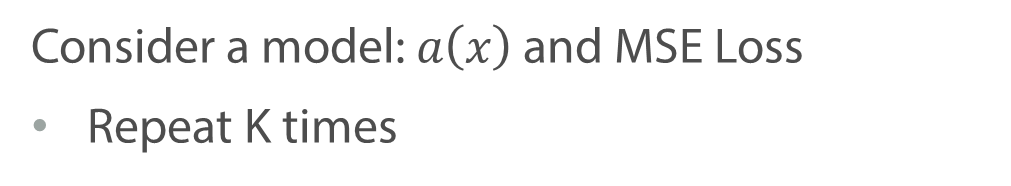 Consider a model: a(x) and MSE Loss
• Repeat K times